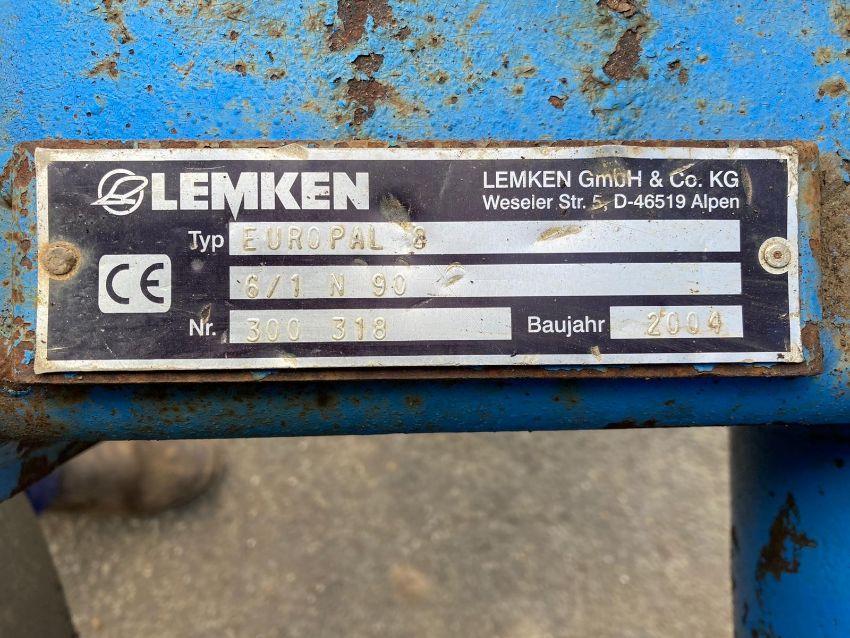 LEMKEN
LEMKEN GmbH & Co. KG
Weseler Str. 5, D-46519 Alpen
Typ EUROPAL 8
6/1 N 90
CE
Nr. 300 318
Baujahr 2004